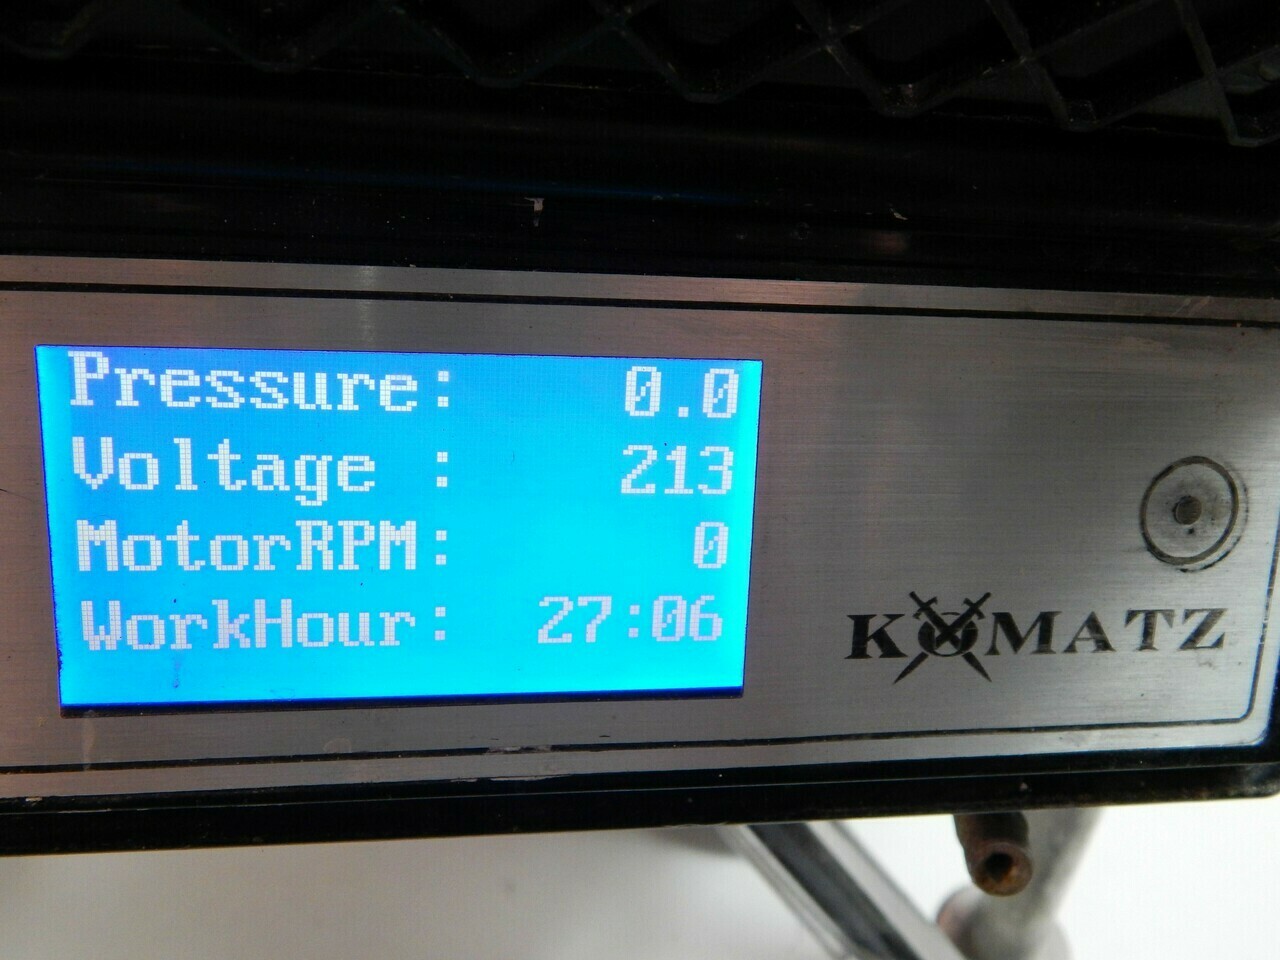 Pressure: 0.0
Voltage : 213
MotorRPM: 0
WorkHour: 27:06
KOMATZ